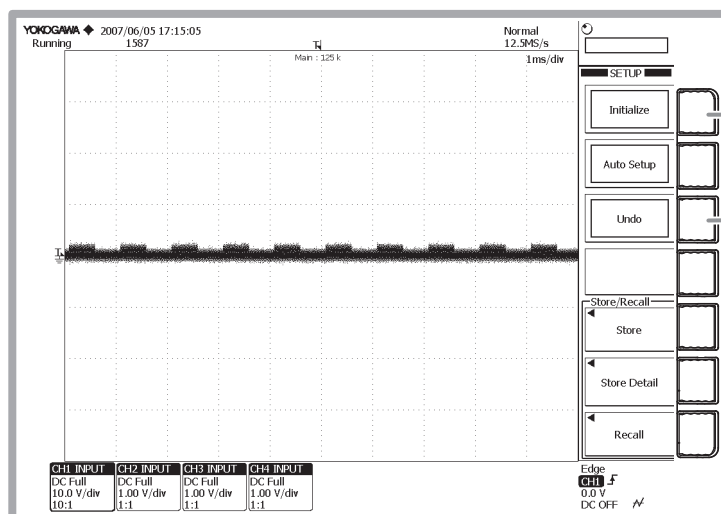 YOKOGAWA ◆ 2007/06/05 17:15:05
Running 1587
Normal
12.5MS/s
T
Main : 125 k
1ms/div
T
SETUP
Initialize
Auto Setup
Undo
Store/Recall
Store
Store Detail
Recall
CH1 INPUT
DC Full
10.0 V/div
10:1
CH2 INPUT
DC Full
1.00 V/div
1:1
CH3 INPUT
DC Full
1.00 V/div
1:1
CH4 INPUT
DC Full
1.00 V/div
1:1
Edge
CH1
0.0 V
DC OFF